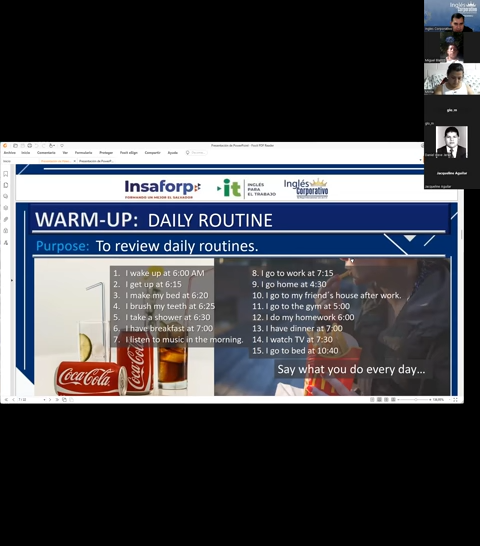 Inglés Corporativo
Jacqueline Aguilar
Jacqueline Aguilar
Archivo Inicio Comentario Ver Formulario Proteger Compartir Ayuda
Insaforp
FORMANDO UN MEJOR EL SALVADOR
it
INGLÉS PARA EL TRABAJO
Inglés Corporativo
WARM-UP: DAILY ROUTINE
Purpose: To review daily routines.
1. I wake up at 6:00 AM
2. I get up at 6:15
3. I make my bed at 6:20
4. I brush my teeth at 6:25
5. I take a shower at 6:30
6. I have breakfast at 7:00
7. I listen to music in the morning.
8. I go to work at 7:15
9. I go home at 4:30
10. I go to my friend´s house after work.
11. I go to the gym at 5:00
12. I do my homework 6:00
13. I have dinner at 7:00
14. I watch TV at 7:30
15. I go to bed at 10:40
Say what you do every day...
Coca-Cola
Coca-Cola